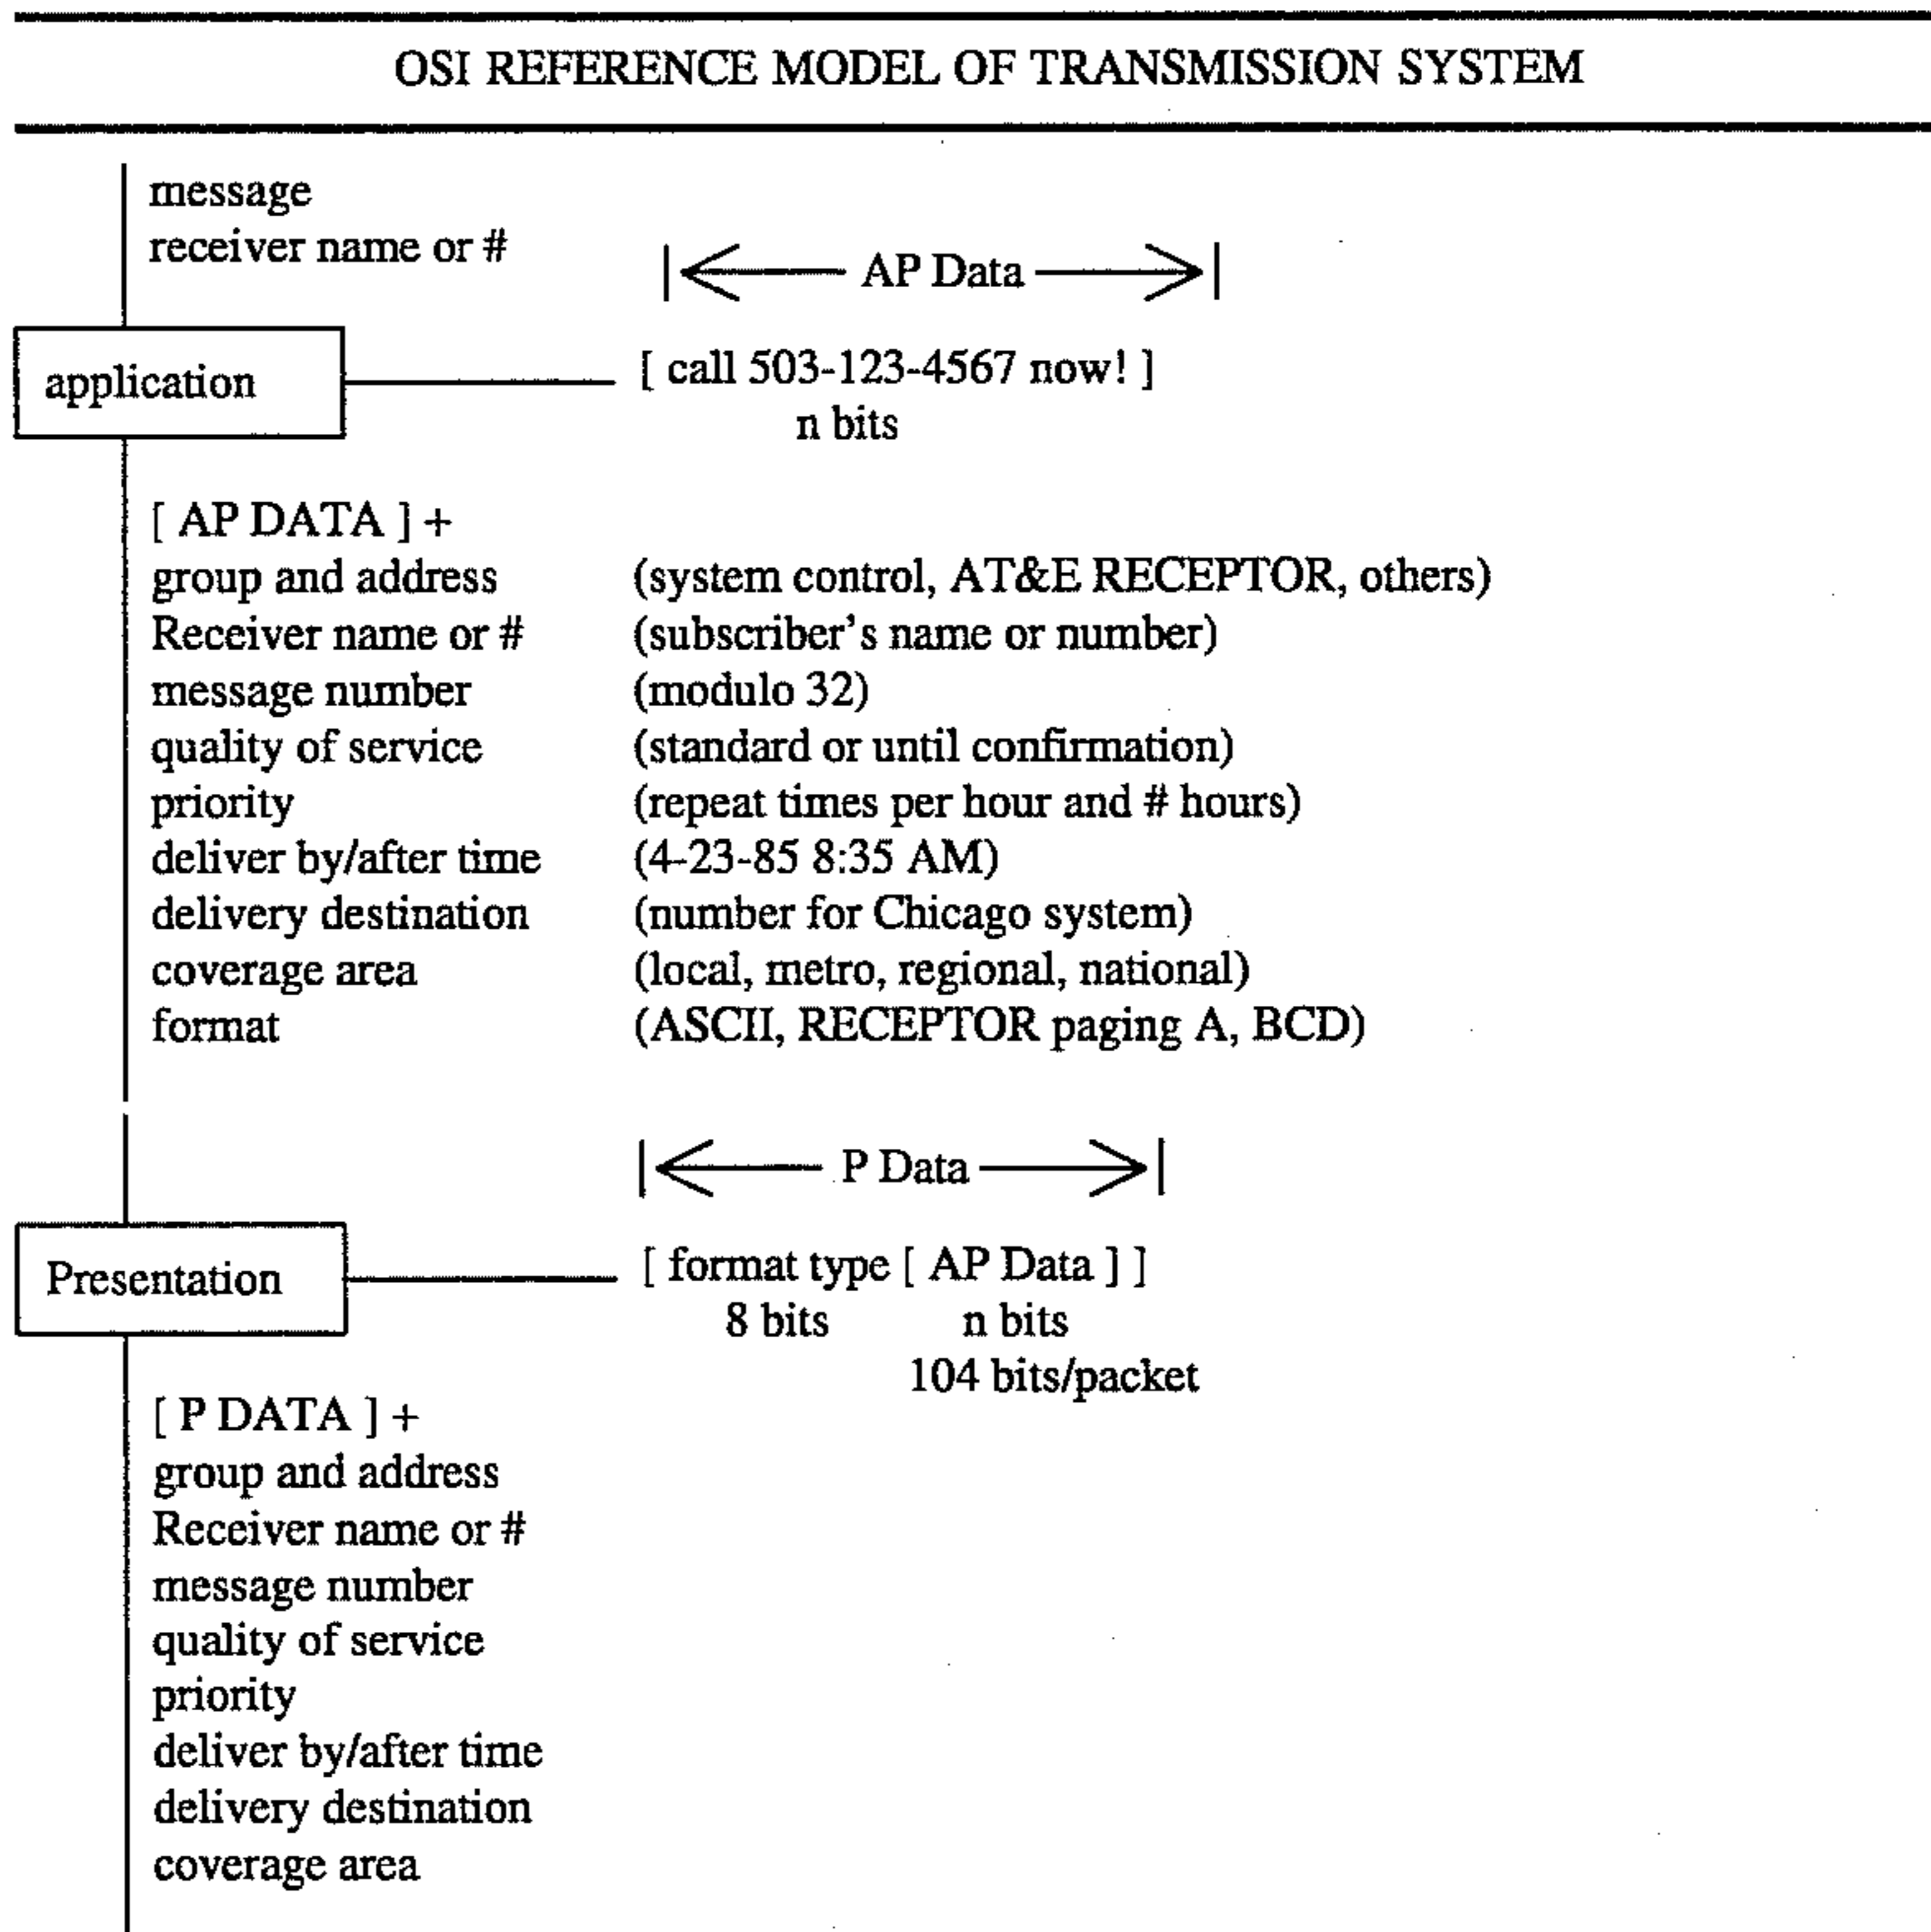 OSI REFERENCE MODEL OF TRANSMISSION SYSTEM
message
receiver name or #
AP Data
application
[ call 503-123-4567 now! ]
n bits
[ AP DATA ] +
group and address (system control, AT&E RECEPTOR, others)
Receiver name or # (subscriber's name or number)
message number (modulo 32)
quality of service (standard or until confirmation)
priority (repeat times per hour and # hours)
deliver by/after time (4-23-85 8:35 AM)
delivery destination (number for Chicago system)
coverage area (local, metro, regional, national)
format (ASCII, RECEPTOR paging A, BCD)
P Data
Presentation
[ format type [ AP Data ] ]
8 bits n bits
104 bits/packet
[ P DATA ] +
group and address
Receiver name or #
message number
quality of service
priority
deliver by/after time
delivery destination
coverage area